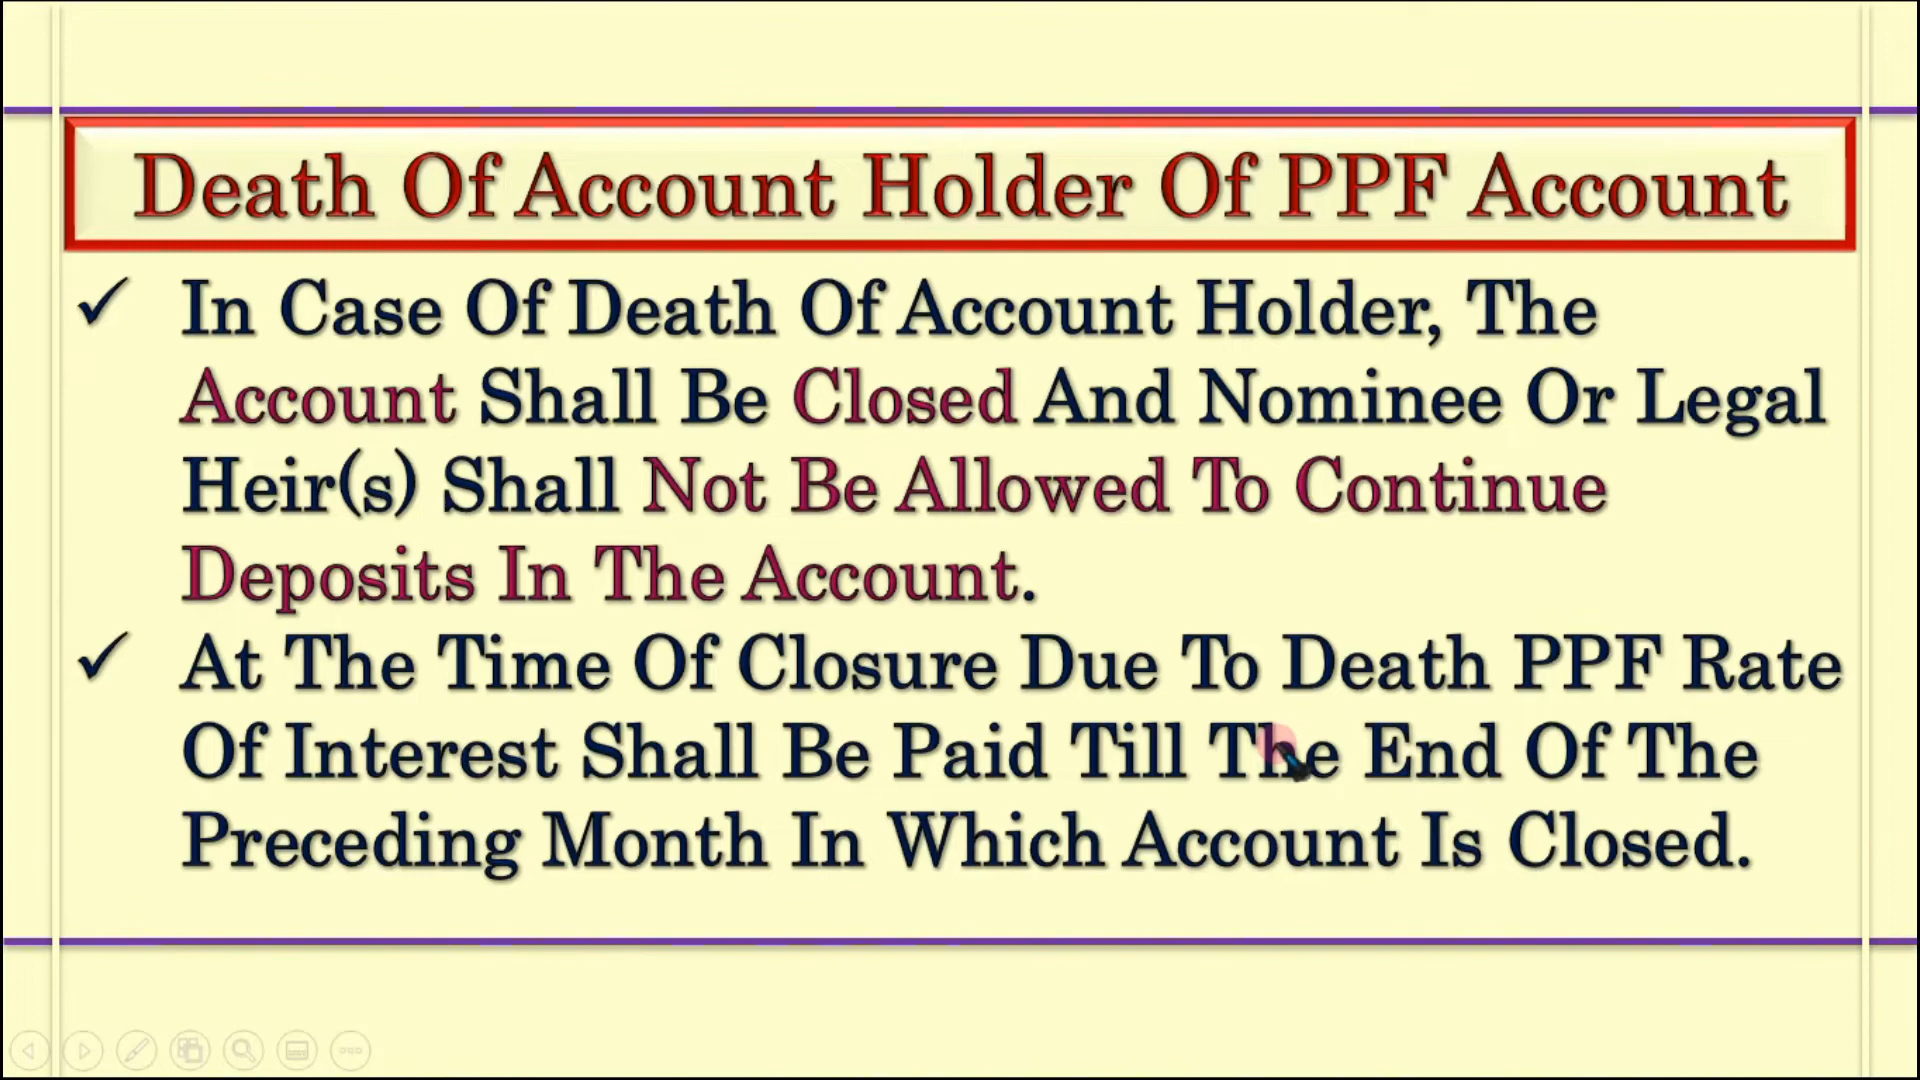 Death Of Account Holder Of PPF Account
✓ In Case Of Death Of Account Holder, The
Account Shall Be Closed And Nominee Or Legal
Heir(s) Shall Not Be Allowed To Continue
Deposits In The Account.
✓ At The Time Of Closure Due To Death PPF Rate
Of Interest Shall Be Paid Till The End Of The
Preceding Month In Which Account Is Closed.